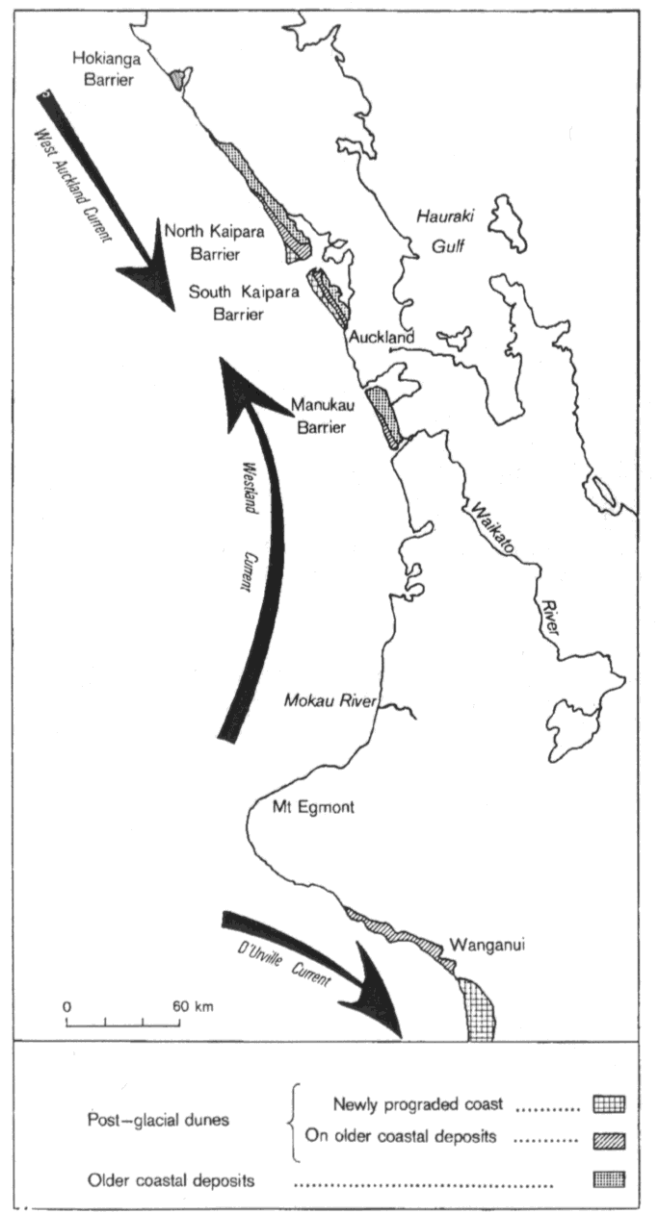 Hokianga
Barrier
West Auckland Current
North Kaipara
Barrier
Hauraki
Gulf
South Kaipara
Barrier
Auckland
Manukau
Barrier
Westland Current
Waikato
River
Mokau River
Mt Egmont
D'Urville Current
Wanganui
0 60 km
Post–glacial dunes
Newly prograded coast ...........
On older coastal deposits ...........
Older coastal deposits ............................................